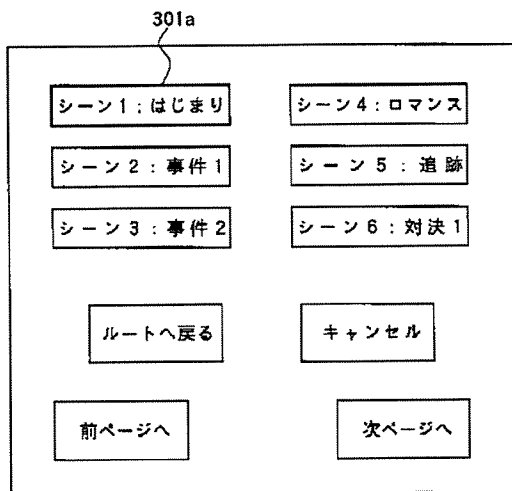 301a
シーン1:はじまり
シーン4:ロマンス
シーン2:事件1
シーン5:追跡
シーン3:事件2
シーン6:対決1
ルートへ戻る
キャンセル
前ページへ
次ページへ